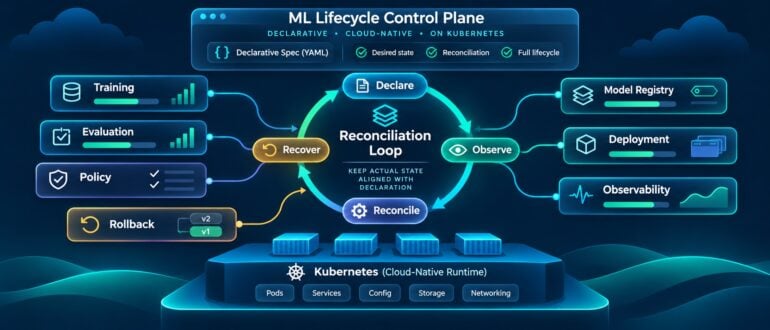 ML Lifecycle Control Plane
DECLARATIVE • CLOUD-NATIVE • ON KUBERNETES
{ } Declarative Spec (YAML)
Desired state
Reconciliation
Full lifecycle
Training
Evaluation
Policy
Rollback
v2
v1
Declare
Recover
Observe
Reconcile
Reconciliation
Loop
KEEP ACTUAL STATE
ALIGNED WITH
DECLARATION
Model Registry
Deployment
Observability
Kubernetes (Cloud-Native Runtime)
Pods
Services
Config
Storage
Networking